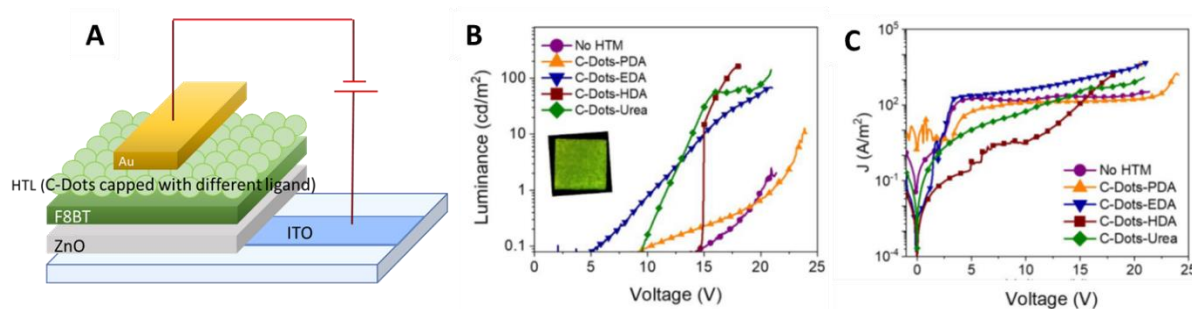 A
Au
HTL (C-Dots capped with different ligand)
F8BT
ITO
ZnO
B
No HTM
C-Dots-PDA
C-Dots-EDA
C-Dots-HDA
C-Dots-Urea
Luminance (cd/m²)
100
10
1
0.1
0 5 10 15 20 25
Voltage (V)
C
J (A/m²)
10⁵
10²
10⁻¹
10⁻⁴
No HTM
C-Dots-PDA
C-Dots-EDA
C-Dots-HDA
C-Dots-Urea
0 5 10 15 20 25
Voltage (V)